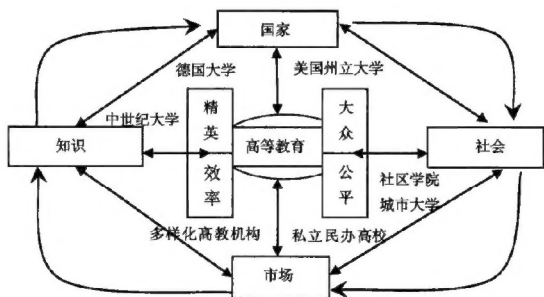 国家
德国大学
美国州立大学
中世纪大学
精英
效率
高等教育
大众
公平
知识
社会
社区学院
城市大学
多样化高教机构
私立民办高校
市场